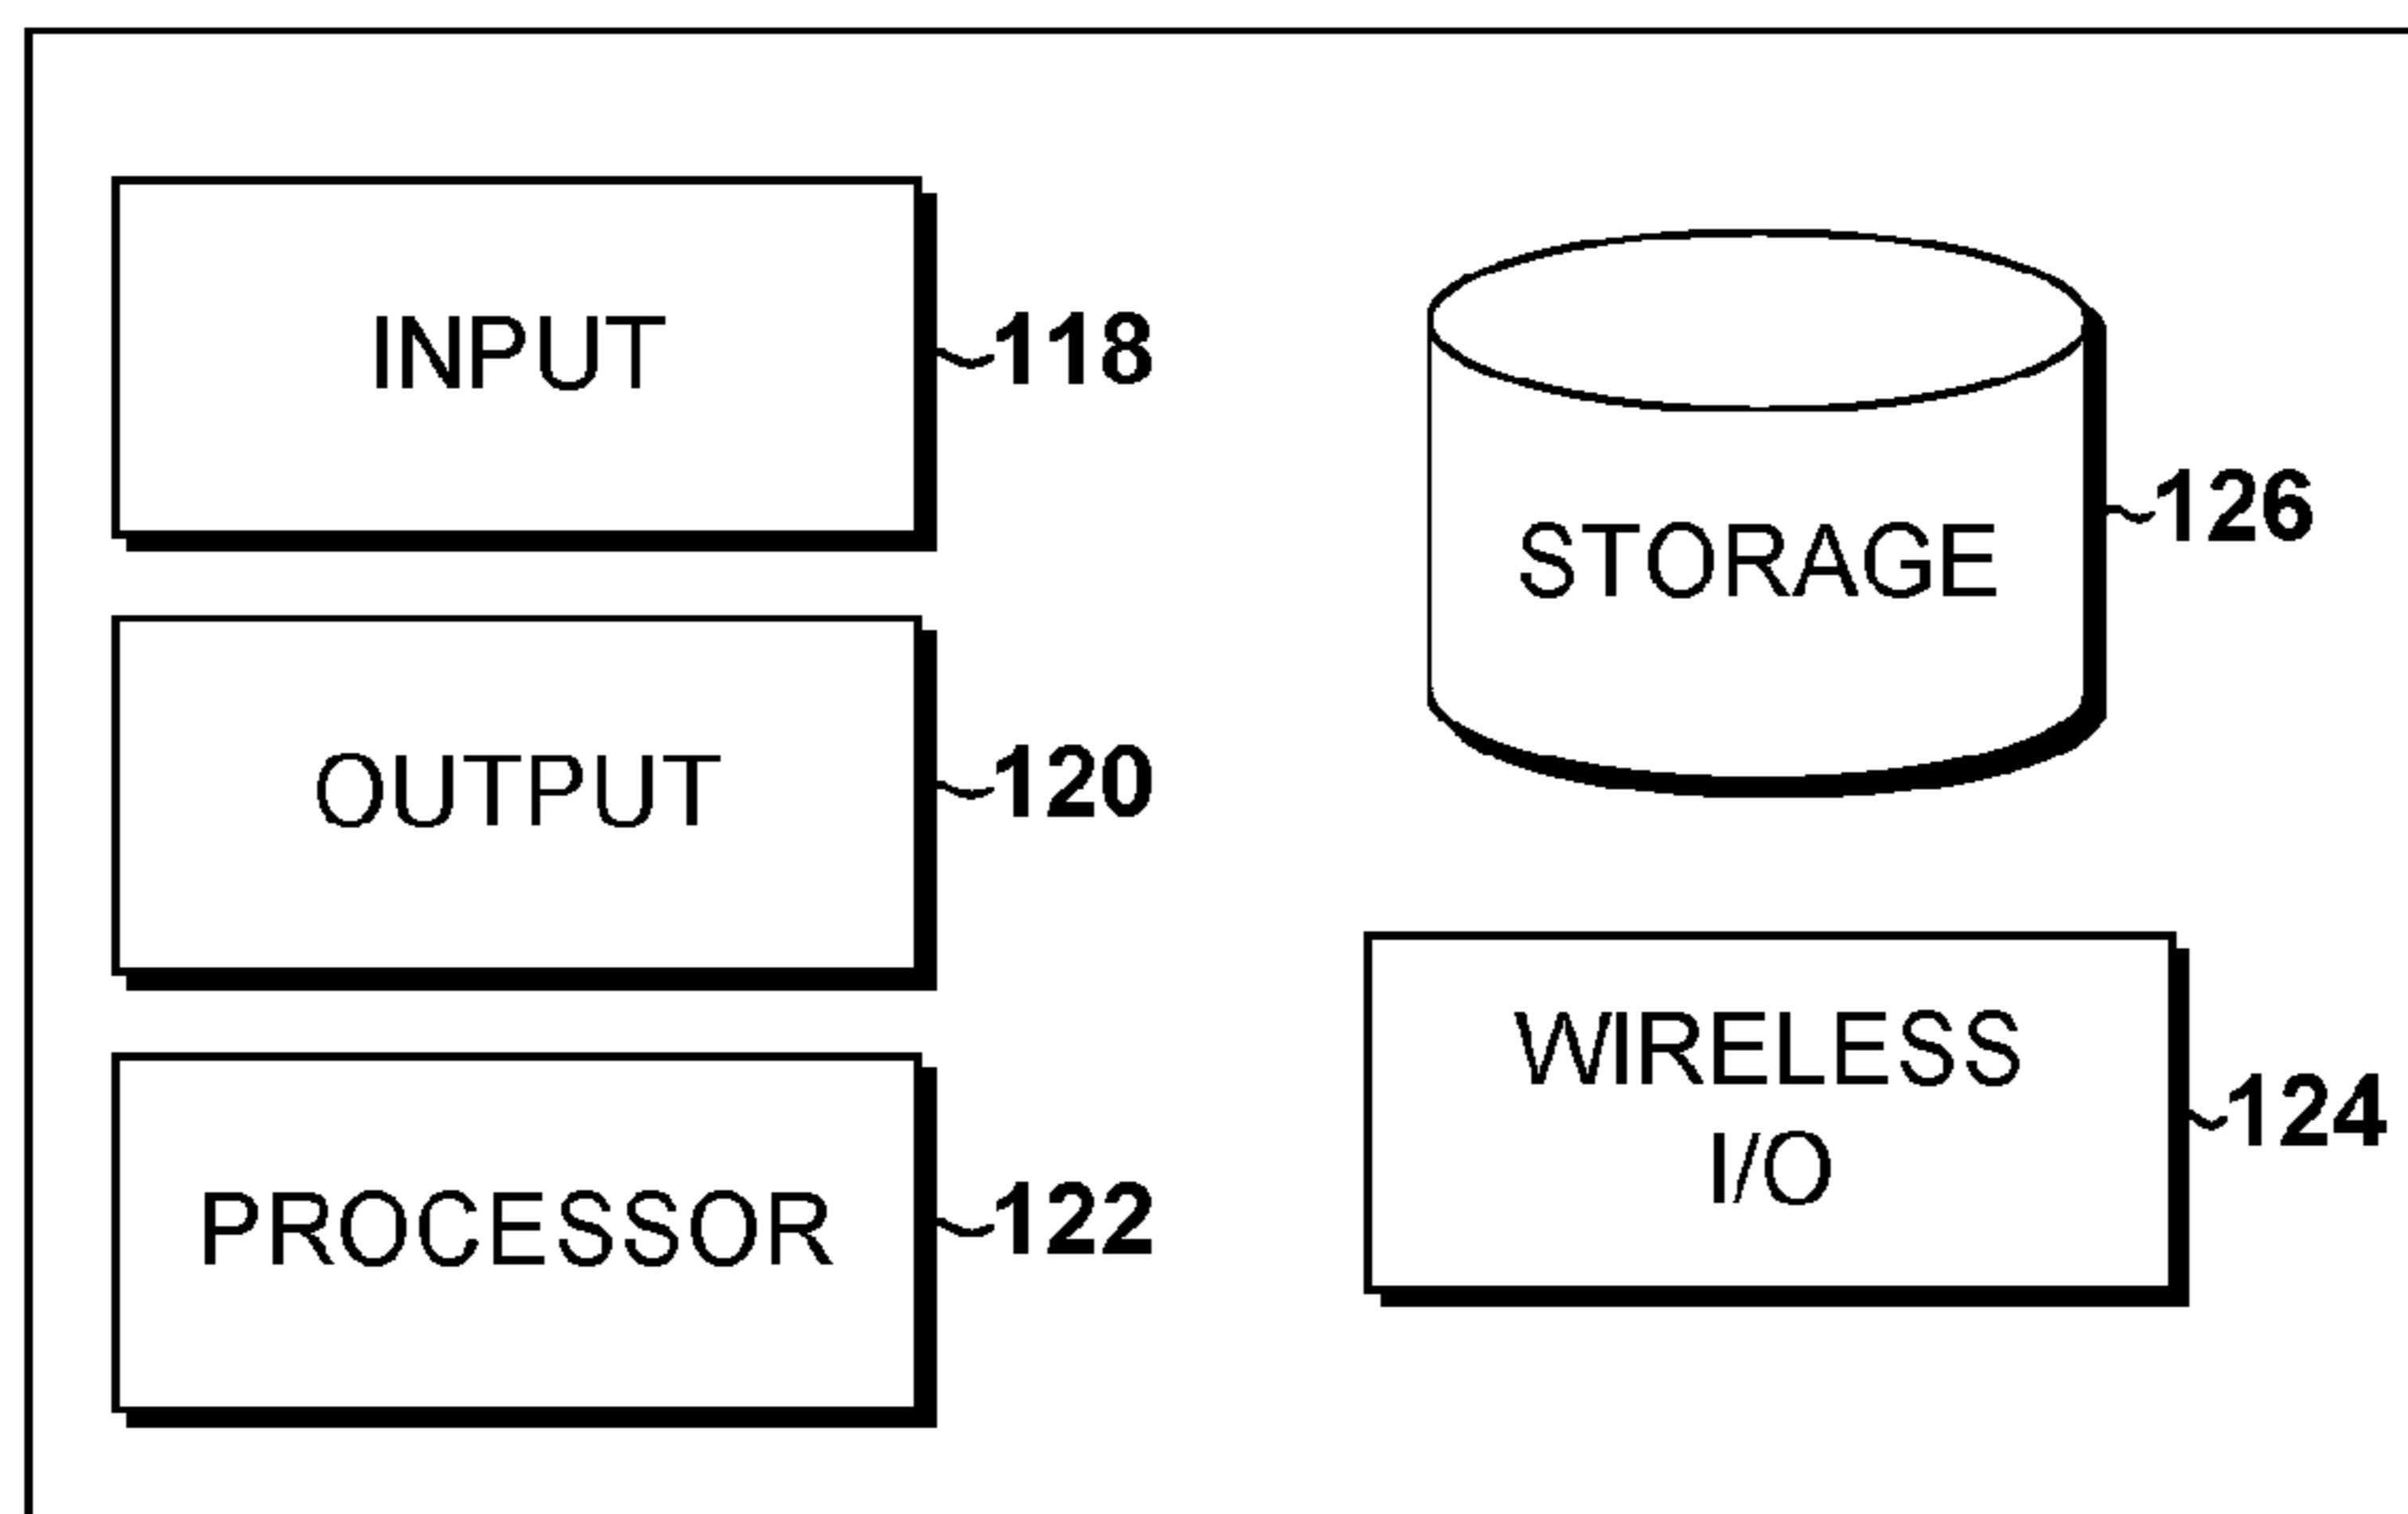 INPUT
118
OUTPUT
120
PROCESSOR
122
STORAGE
126
WIRELESS
I/O
124